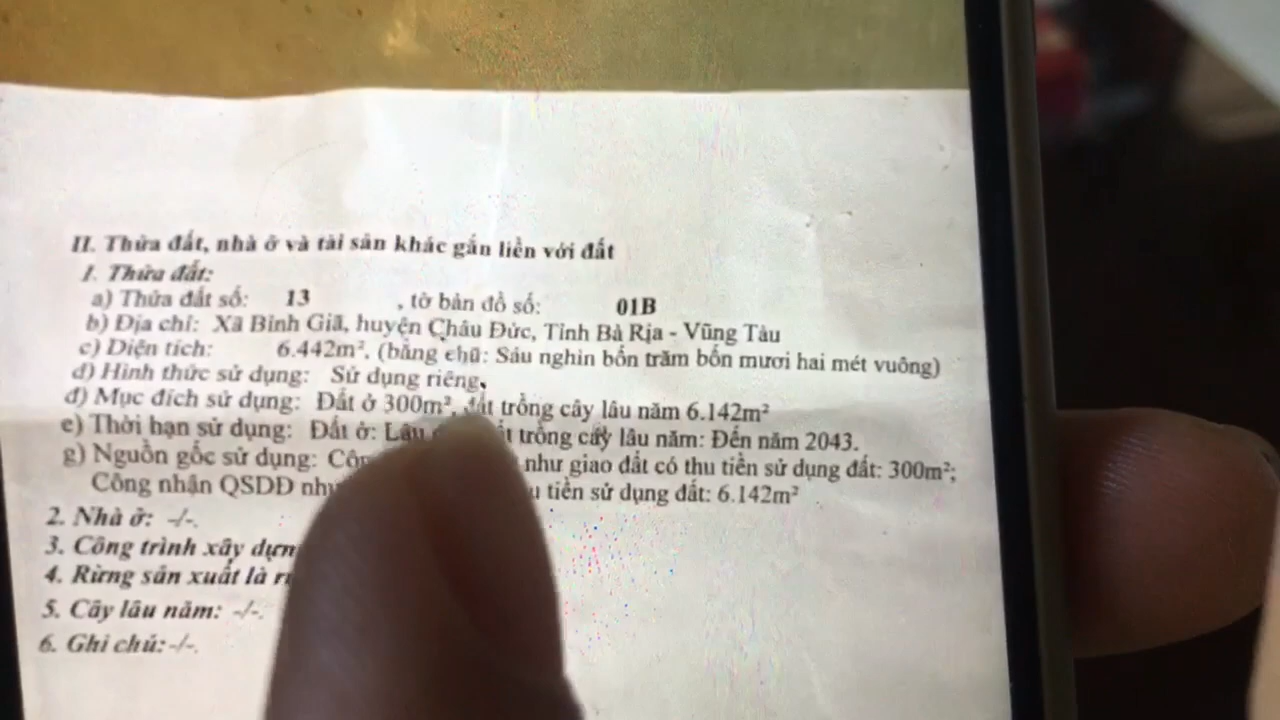 II. Thửa đất, nhà ở và tài sản khác gắn liền với đất
1. Thửa đất:
a) Thửa đất số: 13 , tờ bản đồ số: 01B
b) Địa chỉ: Xã Bình Giã, huyện Châu Đức, Tỉnh Bà Rịa - Vũng Tàu
c) Diện tích: 6.442m², (bằng chữ: Sáu nghìn bốn trăm bốn mươi hai mét vuông)
d) Hình thức sử dụng: Sử dụng riêng.
đ) Mục đích sử dụng: Đất ở 300m², đất trồng cây lâu năm 6.142m²
e) Thời hạn sử dụng: Đất ở: Lâu trồng cây lâu năm: Đến năm 2043.
g) Nguồn gốc sử dụng: như giao đất có thu tiền sử dụng đất: 300m²;
Công nhận QSDĐ tiền sử dụng đất: 6.142m²
2. Nhà ở: -/-.
3. Công trình xây
4. Rừng sản xuất là
5. Cây lâu năm: -/-.
6. Ghi chú: -/-.